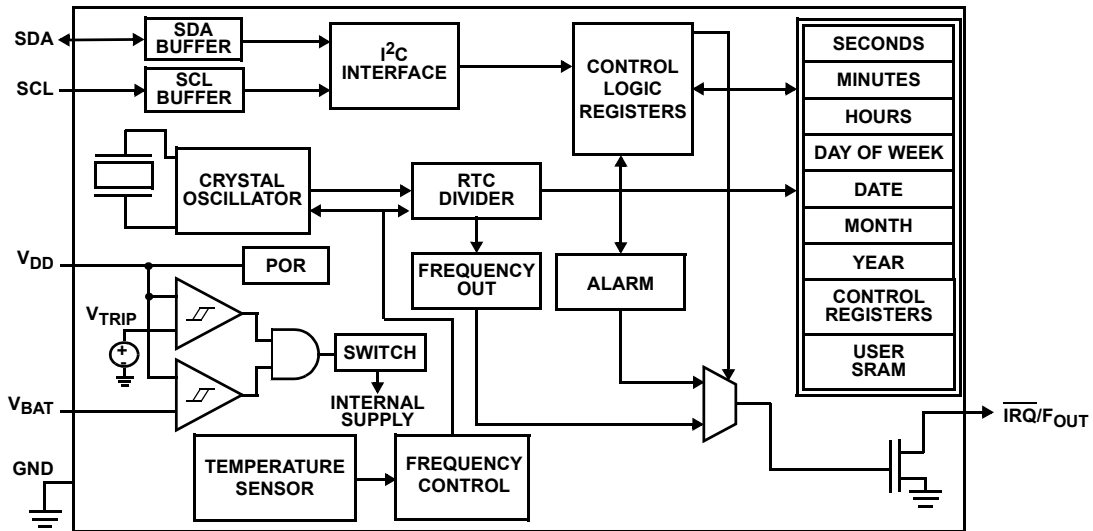 SDA
SDA
BUFFER
SCL
SCL
BUFFER
I²C
INTERFACE
CONTROL
LOGIC
REGISTERS
SECONDS
MINUTES
HOURS
DAY OF WEEK
DATE
MONTH
YEAR
CONTROL
REGISTERS
USER
SRAM
CRYSTAL
OSCILLATOR
RTC
DIVIDER
FREQUENCY
OUT
ALARM
VDD
POR
VTRIP
+
-
SWITCH
INTERNAL
SUPPLY
VBAT
GND
TEMPERATURE
SENSOR
FREQUENCY
CONTROL
IRQ/FOUT